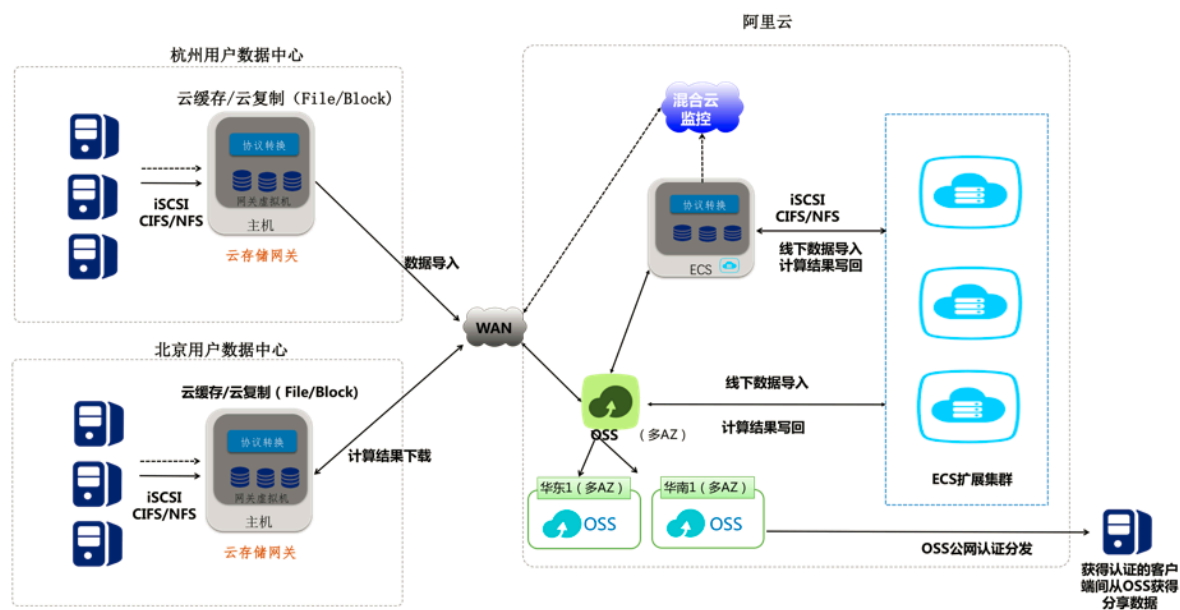 阿里云
杭州用户数据中心
云缓存/云复制（File/Block）
协议转换
网关虚拟机
主机
iSCSI
CIFS/NFS
云存储网关
数据导入
北京用户数据中心
云缓存/云复制（File/Block)
协议转换
网关虚拟机
主机
iSCSI
CIFS/NFS
云存储网关
计算结果下载
WAN
混合云
监控
协议转换
ECS
iSCSI
CIFS/NFS
线下数据导入
计算结果写回
OSS （多AZ）
线下数据导入
计算结果写回
ECS扩展集群
华东1（多AZ）
OSS
华南1（多AZ）
OSS
OSS公网认证分发
获得认证的客户
端间从OSS获得
分享数据